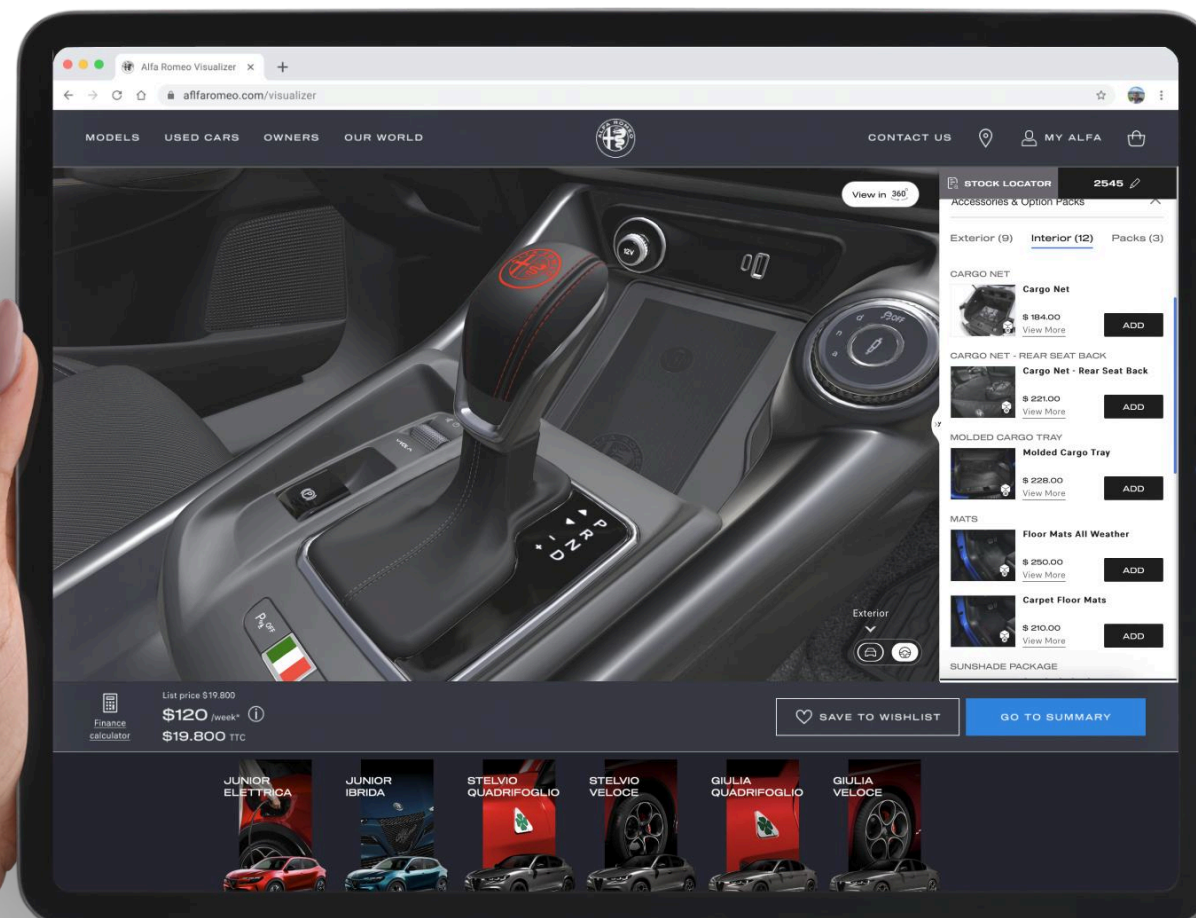 Alfa Romeo Visualizer
aflfaromeo.com/visualizer
MODELS USED CARS OWNERS OUR WORLD
ALFA ROMEO
CONTACT US MY ALFA
View in 360°
STOCK LOCATOR 2545
Accessories & Option Packs
Exterior (9) Interior (12) Packs (3)
CARGO NET
Cargo Net
$ 184.00
View More
ADD
CARGO NET - REAR SEAT BACK
Cargo Net - Rear Seat Back
$ 221.00
View More
ADD
MOLDED CARGO TRAY
Molded Cargo Tray
$ 228.00
View More
ADD
MATS
Floor Mats All Weather
$ 250.00
View More
ADD
Carpet Floor Mats
$ 210.00
View More
ADD
SUNSHADE PACKAGE
12V
d
n
a
OFF
P
R
N
D
-
+
P OFF
Exterior
Finance
calculator
List price $19.800
$120 /week*
$19.800 TTC
SAVE TO WISHLIST
GO TO SUMMARY
JUNIOR
ELETTRICA
JUNIOR
IBRIDA
STELVIO
QUADRIFOGLIO
STELVIO
VELOCE
GIULIA
QUADRIFOGLIO
GIULIA
VELOCE